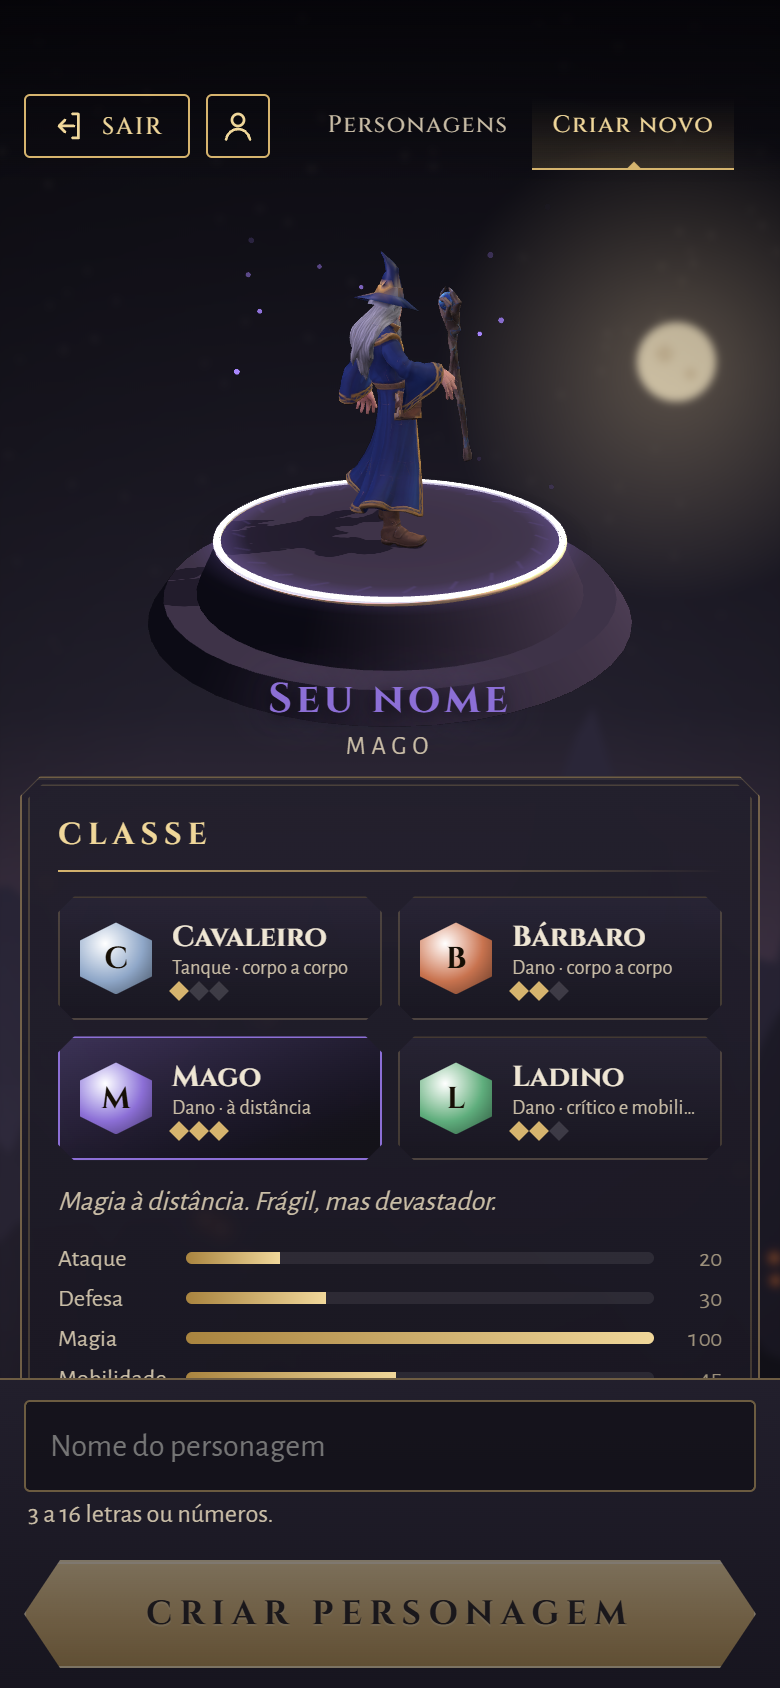 SAIR
PERSONAGENS
CRIAR NOVO
SEU NOME
MAGO
CLASSE
C
CAVALEIRO
Tanque · corpo a corpo
B
BÁRBARO
Dano · corpo a corpo
M
MAGO
Dano · à distância
L
LADINO
Dano · crítico e mobili...
Magia à distância. Frágil, mas devastador.
Ataque 20
Defesa 30
Magia 100
Mobilidade 45
Nome do personagem
3 a 16 letras ou números.
CRIAR PERSONAGEM